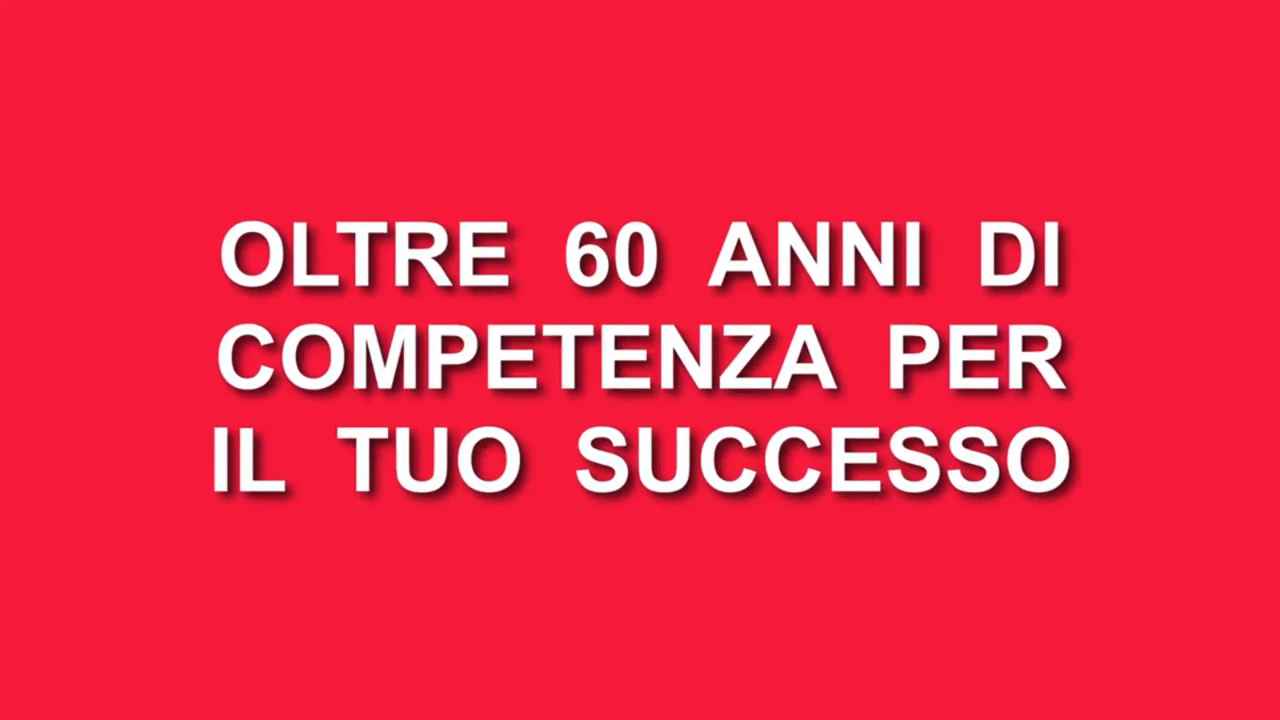 OLTRE 60 ANNI DI
COMPETENZA PER
IL TUO SUCCESSO